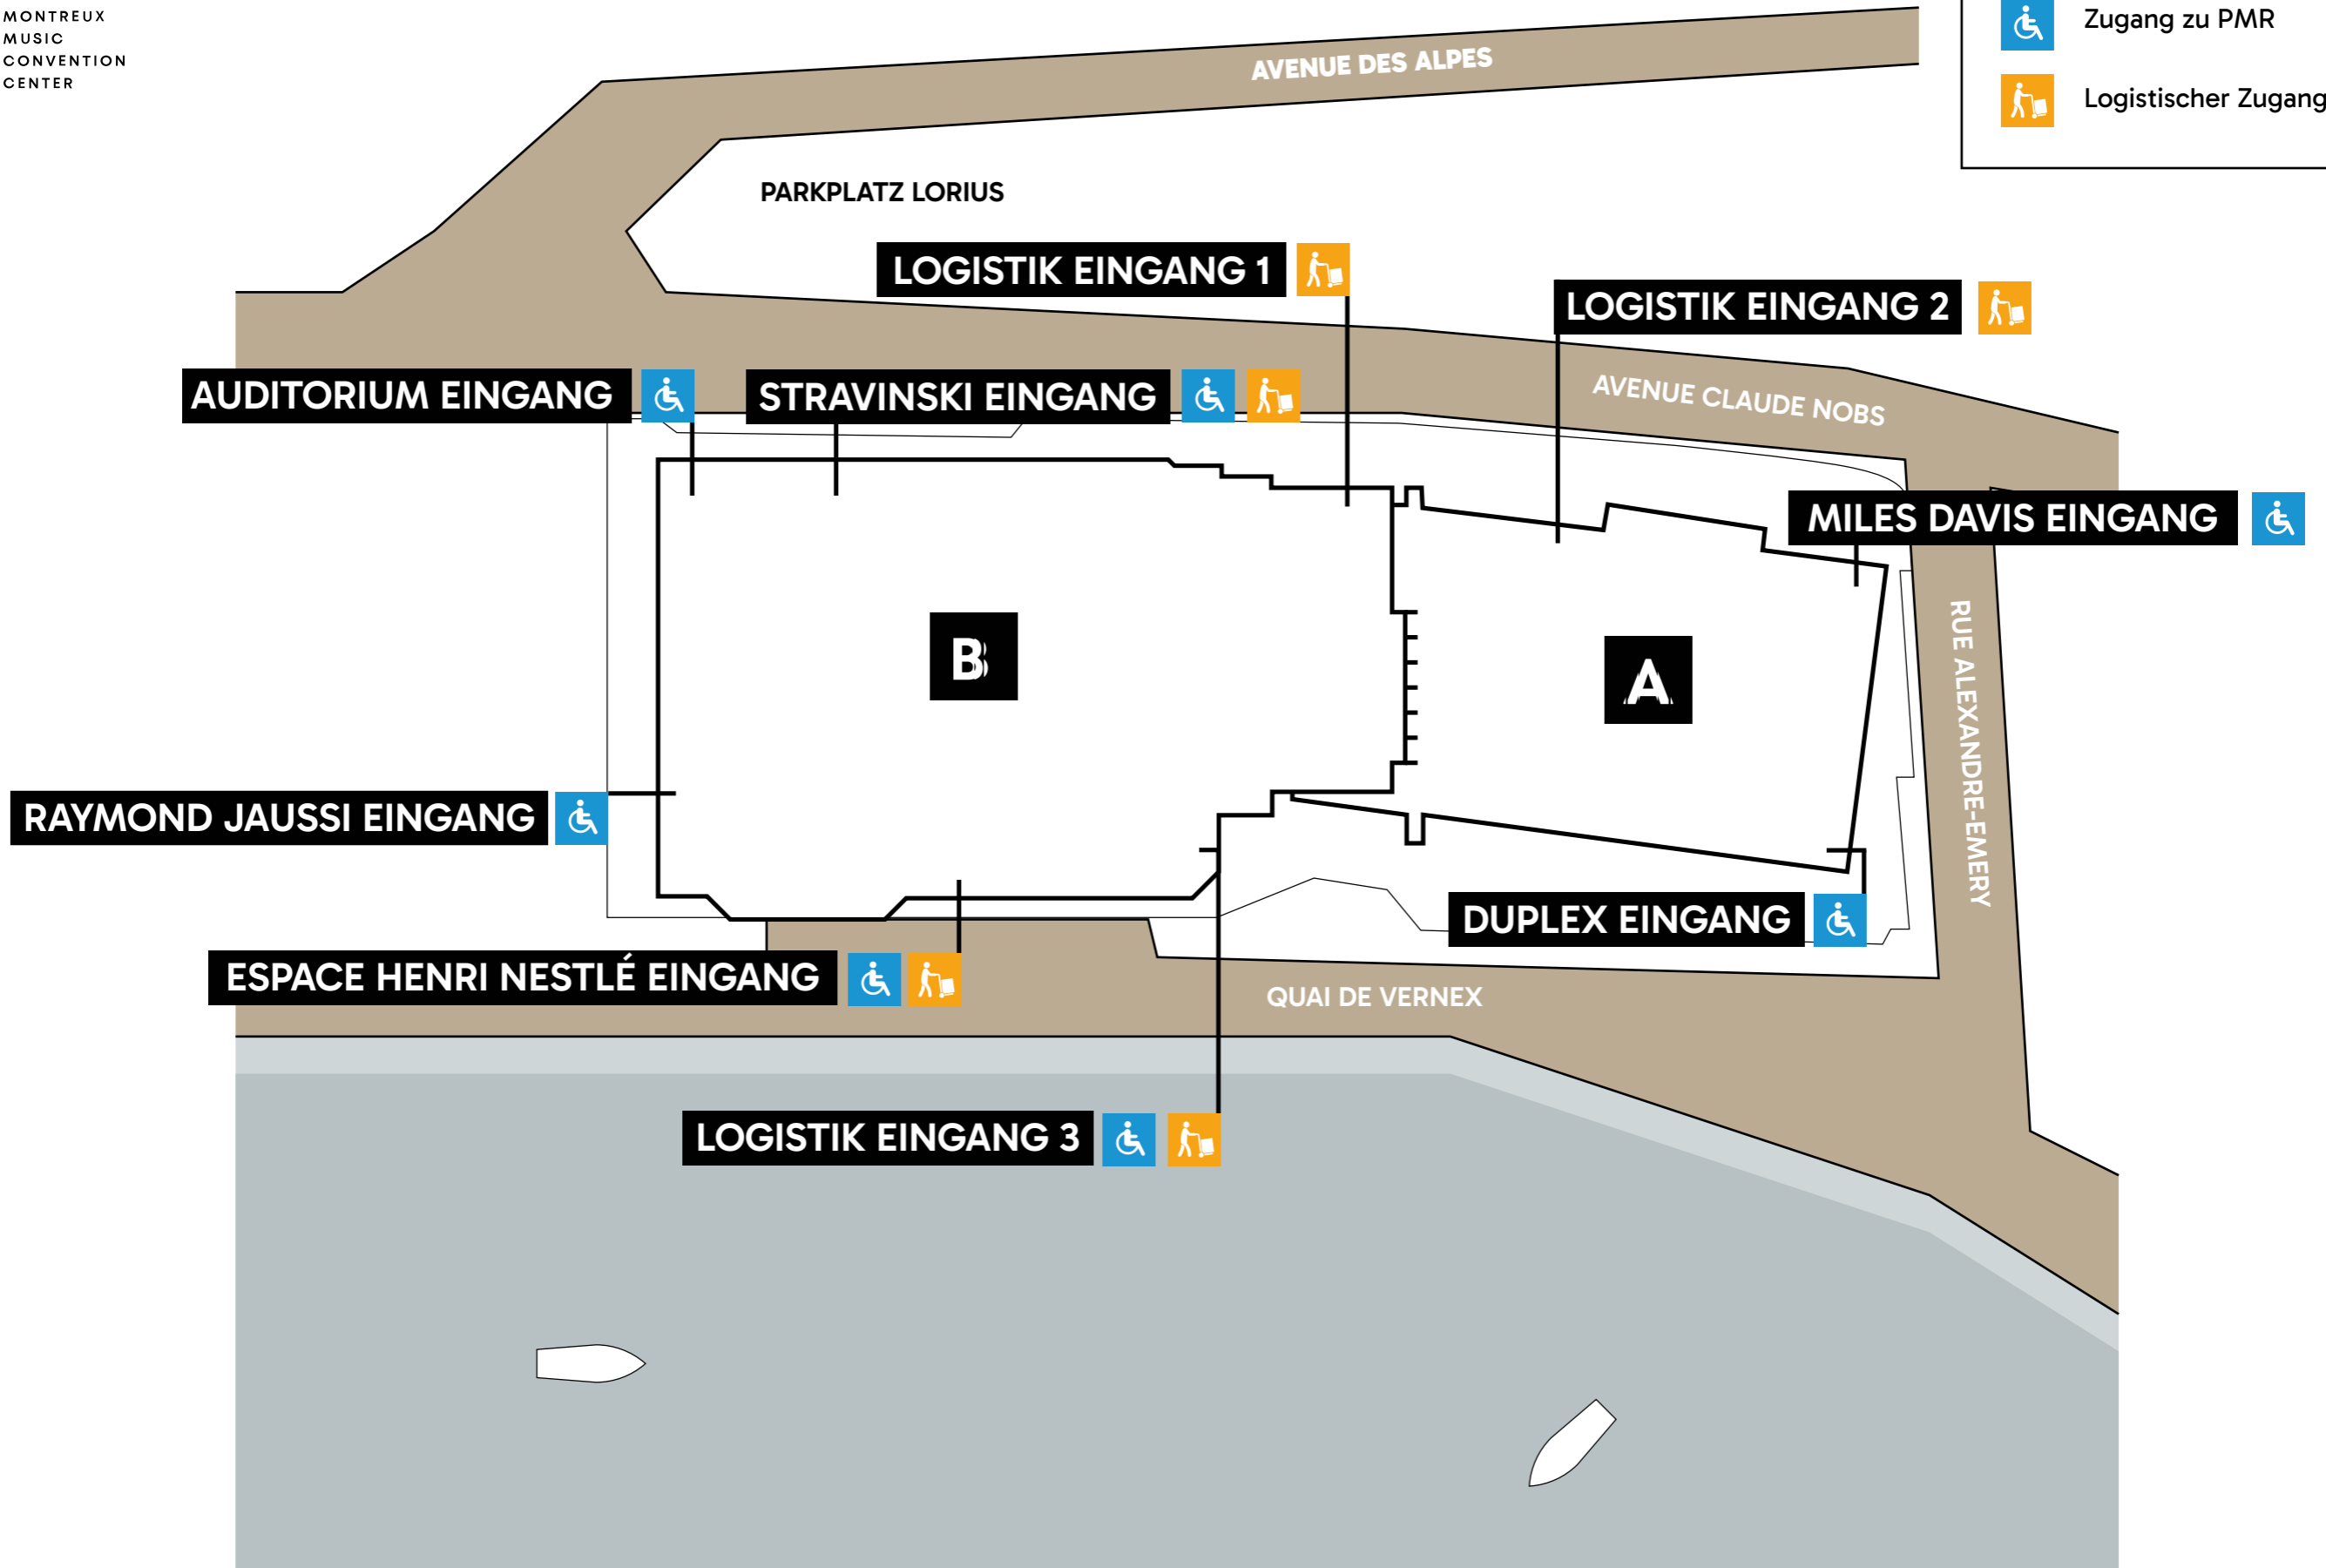 MONTREUX
MUSIC
CONVENTION
CENTER
Zugang zu PMR
Logistischer Zugang
AVENUE DES ALPES
PARKPLATZ LORIUS
LOGISTIK EINGANG 1
LOGISTIK EINGANG 2
AUDITORIUM EINGANG
STRAVINSKI EINGANG
AVENUE CLAUDE NOBS
MILES DAVIS EINGANG
B
A
RUE ALEXANDRE-EMERY
RAYMOND JAUSSI EINGANG
DUPLEX EINGANG
ESPACE HENRI NESTLÉ EINGANG
QUAI DE VERNEX
LOGISTIK EINGANG 3